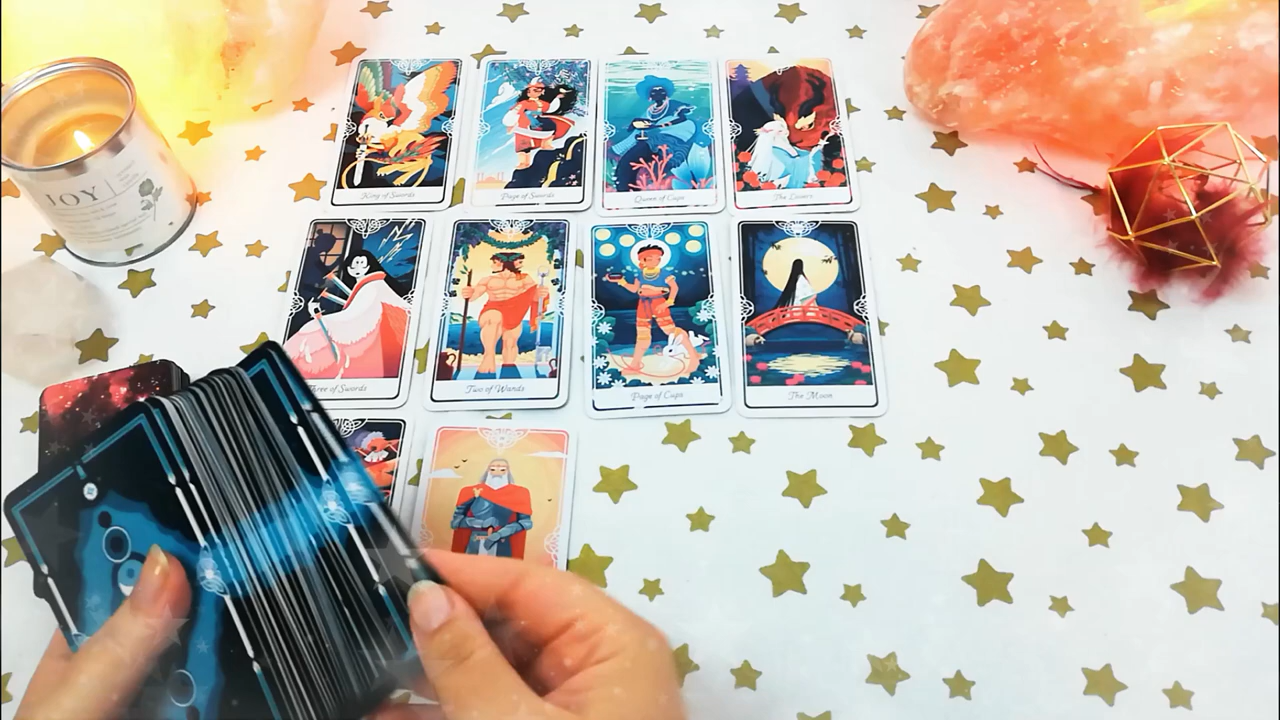 JOY
King of Swords
Page of Swords
Queen of Cups
The Lovers
Three of Swords
Two of Wands
Page of Cups
The Moon